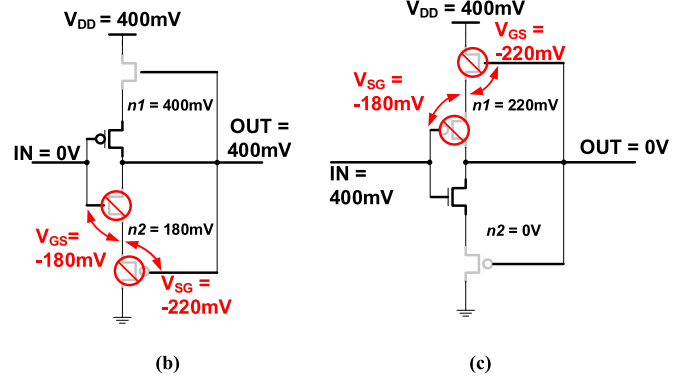 VDD = 400mV
n1 = 400mV
IN = 0V
OUT =
400mV
VGS=
-180mV
n2 = 180mV
VSG =
-220mV
(b)
VDD = 400mV
VGS=
-220mV
VSG =
-180mV
n1 = 220mV
IN =
400mV
OUT = 0V
n2 = 0V
(c)